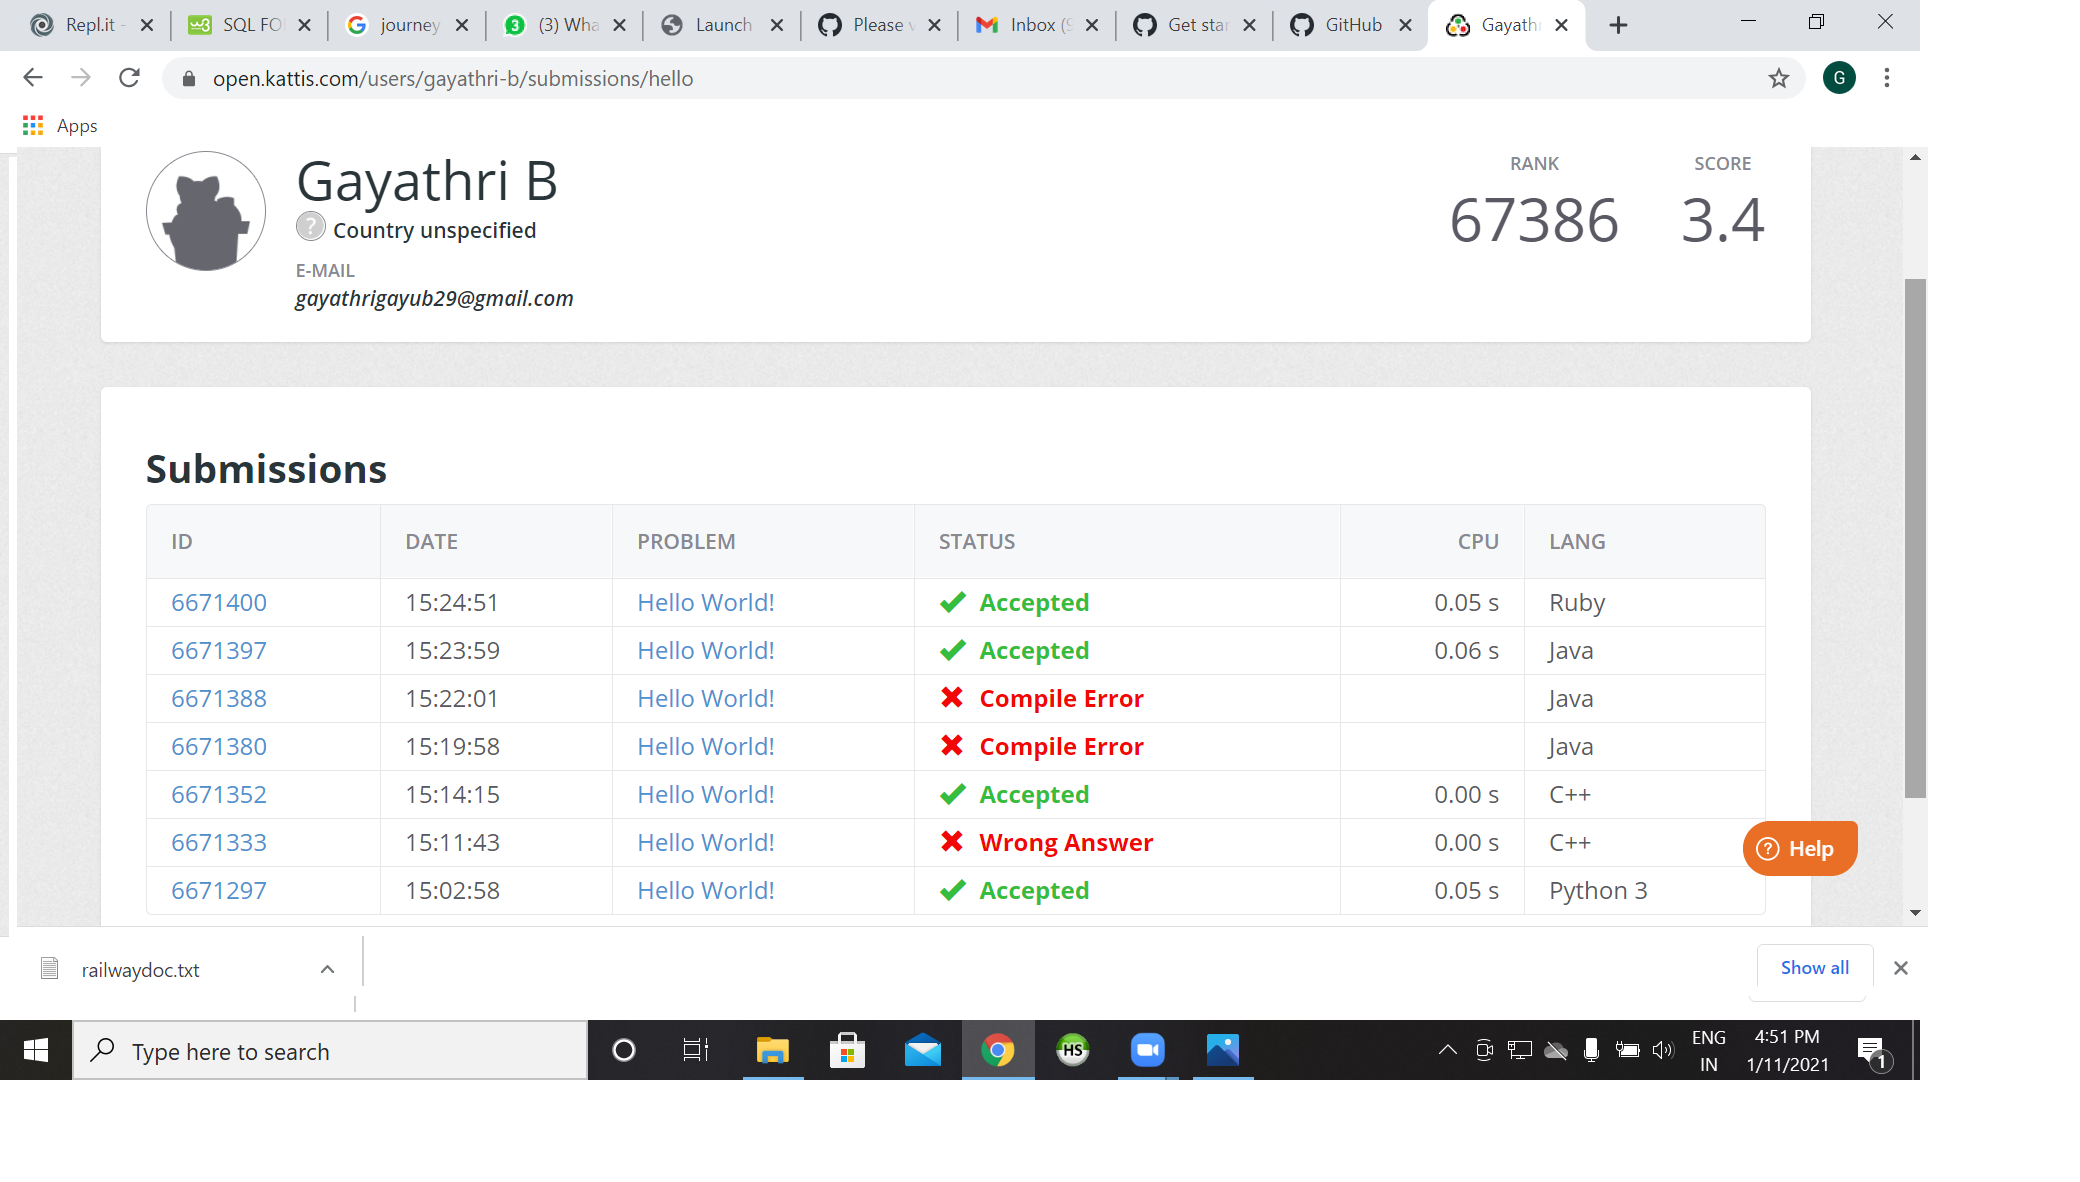 Repl.it - SQL FO journey (3) Wha Launch Please v Inbox (9 Get star GitHub Gayathr
open.kattis.com/users/gayathri-b/submissions/hello G
Apps
Gayathri B
? Country unspecified
E-MAIL
gayathrigayub29@gmail.com
RANK SCORE
67386 3.4
Submissions
ID DATE PROBLEM STATUS CPU LANG
6671400 15:24:51 Hello World! Accepted 0.05 s Ruby
6671397 15:23:59 Hello World! Accepted 0.06 s Java
6671388 15:22:01 Hello World! Compile Error Java
6671380 15:19:58 Hello World! Compile Error Java
6671352 15:14:15 Hello World! Accepted 0.00 s C++
6671333 15:11:43 Hello World! Wrong Answer 0.00 s C++
6671297 15:02:58 Hello World! Accepted 0.05 s Python 3
? Help
railwaydoc.txt Show all
Type here to search HS ENG 4:51 PM
IN 1/11/2021 1